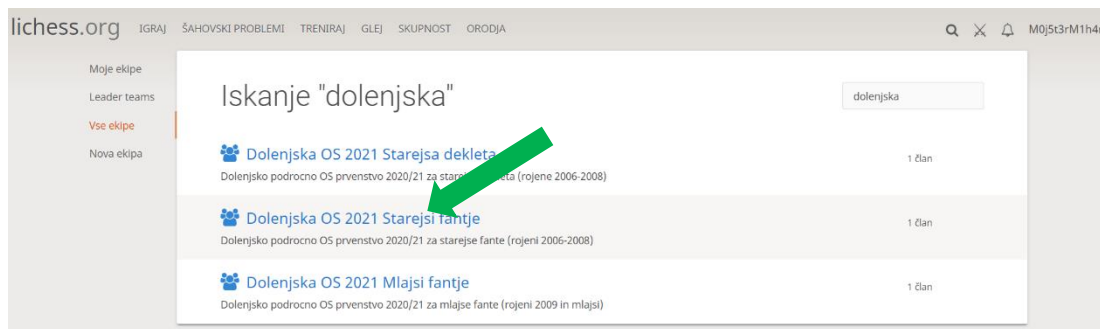 lichess.org IGRAJ ŠAHOVSKI PROBLEMI TRENIRAJ GLEJ SKUPNOST ORODJA
Moje ekipe
Leader teams
Vse ekipe
Nova ekipa
Iskanje "dolenjska"
dolenjska
Dolenjska OS 2021 Starejsa dekleta
1 član
Dolenjsko podrocno OS prvenstvo 2020/21 za (rojene 2006-2008)
Dolenjska OS 2021 Starejsi fantje
1 član
Dolenjsko podrocno OS prvenstvo 2020/21 za starejse fante (rojeni 2006-2008)
Dolenjska OS 2021 Mlajsi fantje
1 član
Dolenjsko podrocno OS prvenstvo 2020/21 za mlajse fante (rojeni 2009 in mlajsi)